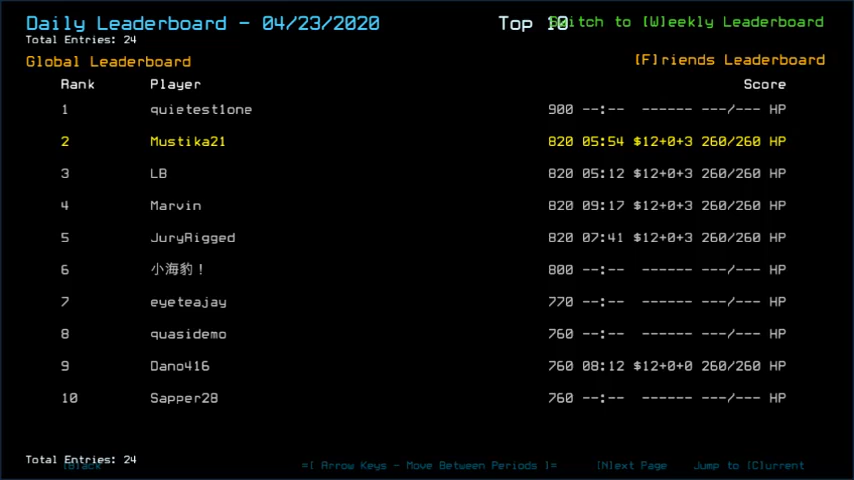 Daily Leaderboard - 04/23/2020 Top 10 Switch to [W]eekly Leaderboard
Total Entries: 24
Global Leaderboard [F]riends Leaderboard
Rank Player Score
1 quietest1one 900 --:-- ------ ---/--- HP
2 Mustika21 820 05:54 $12+0+3 260/260 HP
3 LB 820 05:12 $12+0+3 260/260 HP
4 Marvin 820 09:17 $12+0+3 260/260 HP
5 JuryRigged 820 07:41 $12+0+3 260/260 HP
6 小海豹！ 800 --:-- ------ ---/--- HP
7 eyeteajay 770 --:-- ------ ---/--- HP
8 quasidemo 760 --:-- ------ ---/--- HP
9 Dano416 760 08:12 $12+0+0 260/260 HP
10 Sapper28 760 --:-- ------ ---/--- HP
Total Entries: 24
[B]ack =[ Arrow Keys - Move Between Periods ]= [N]ext Page Jump to [C]urrent